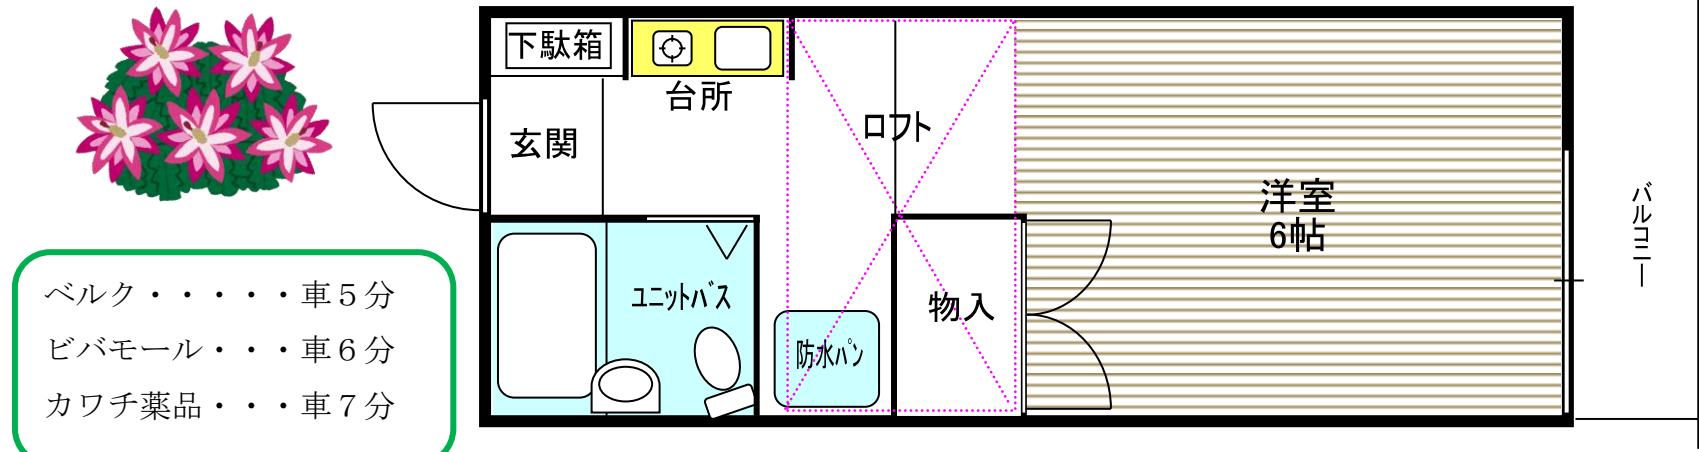 下駄箱
台所
玄関
ロフト
洋室
6帖
バルコニー
ユニットバス
物入
防水パン
ベルク・・・・・車５分
ビバモール・・・車６分
カワチ薬品・・・車７分